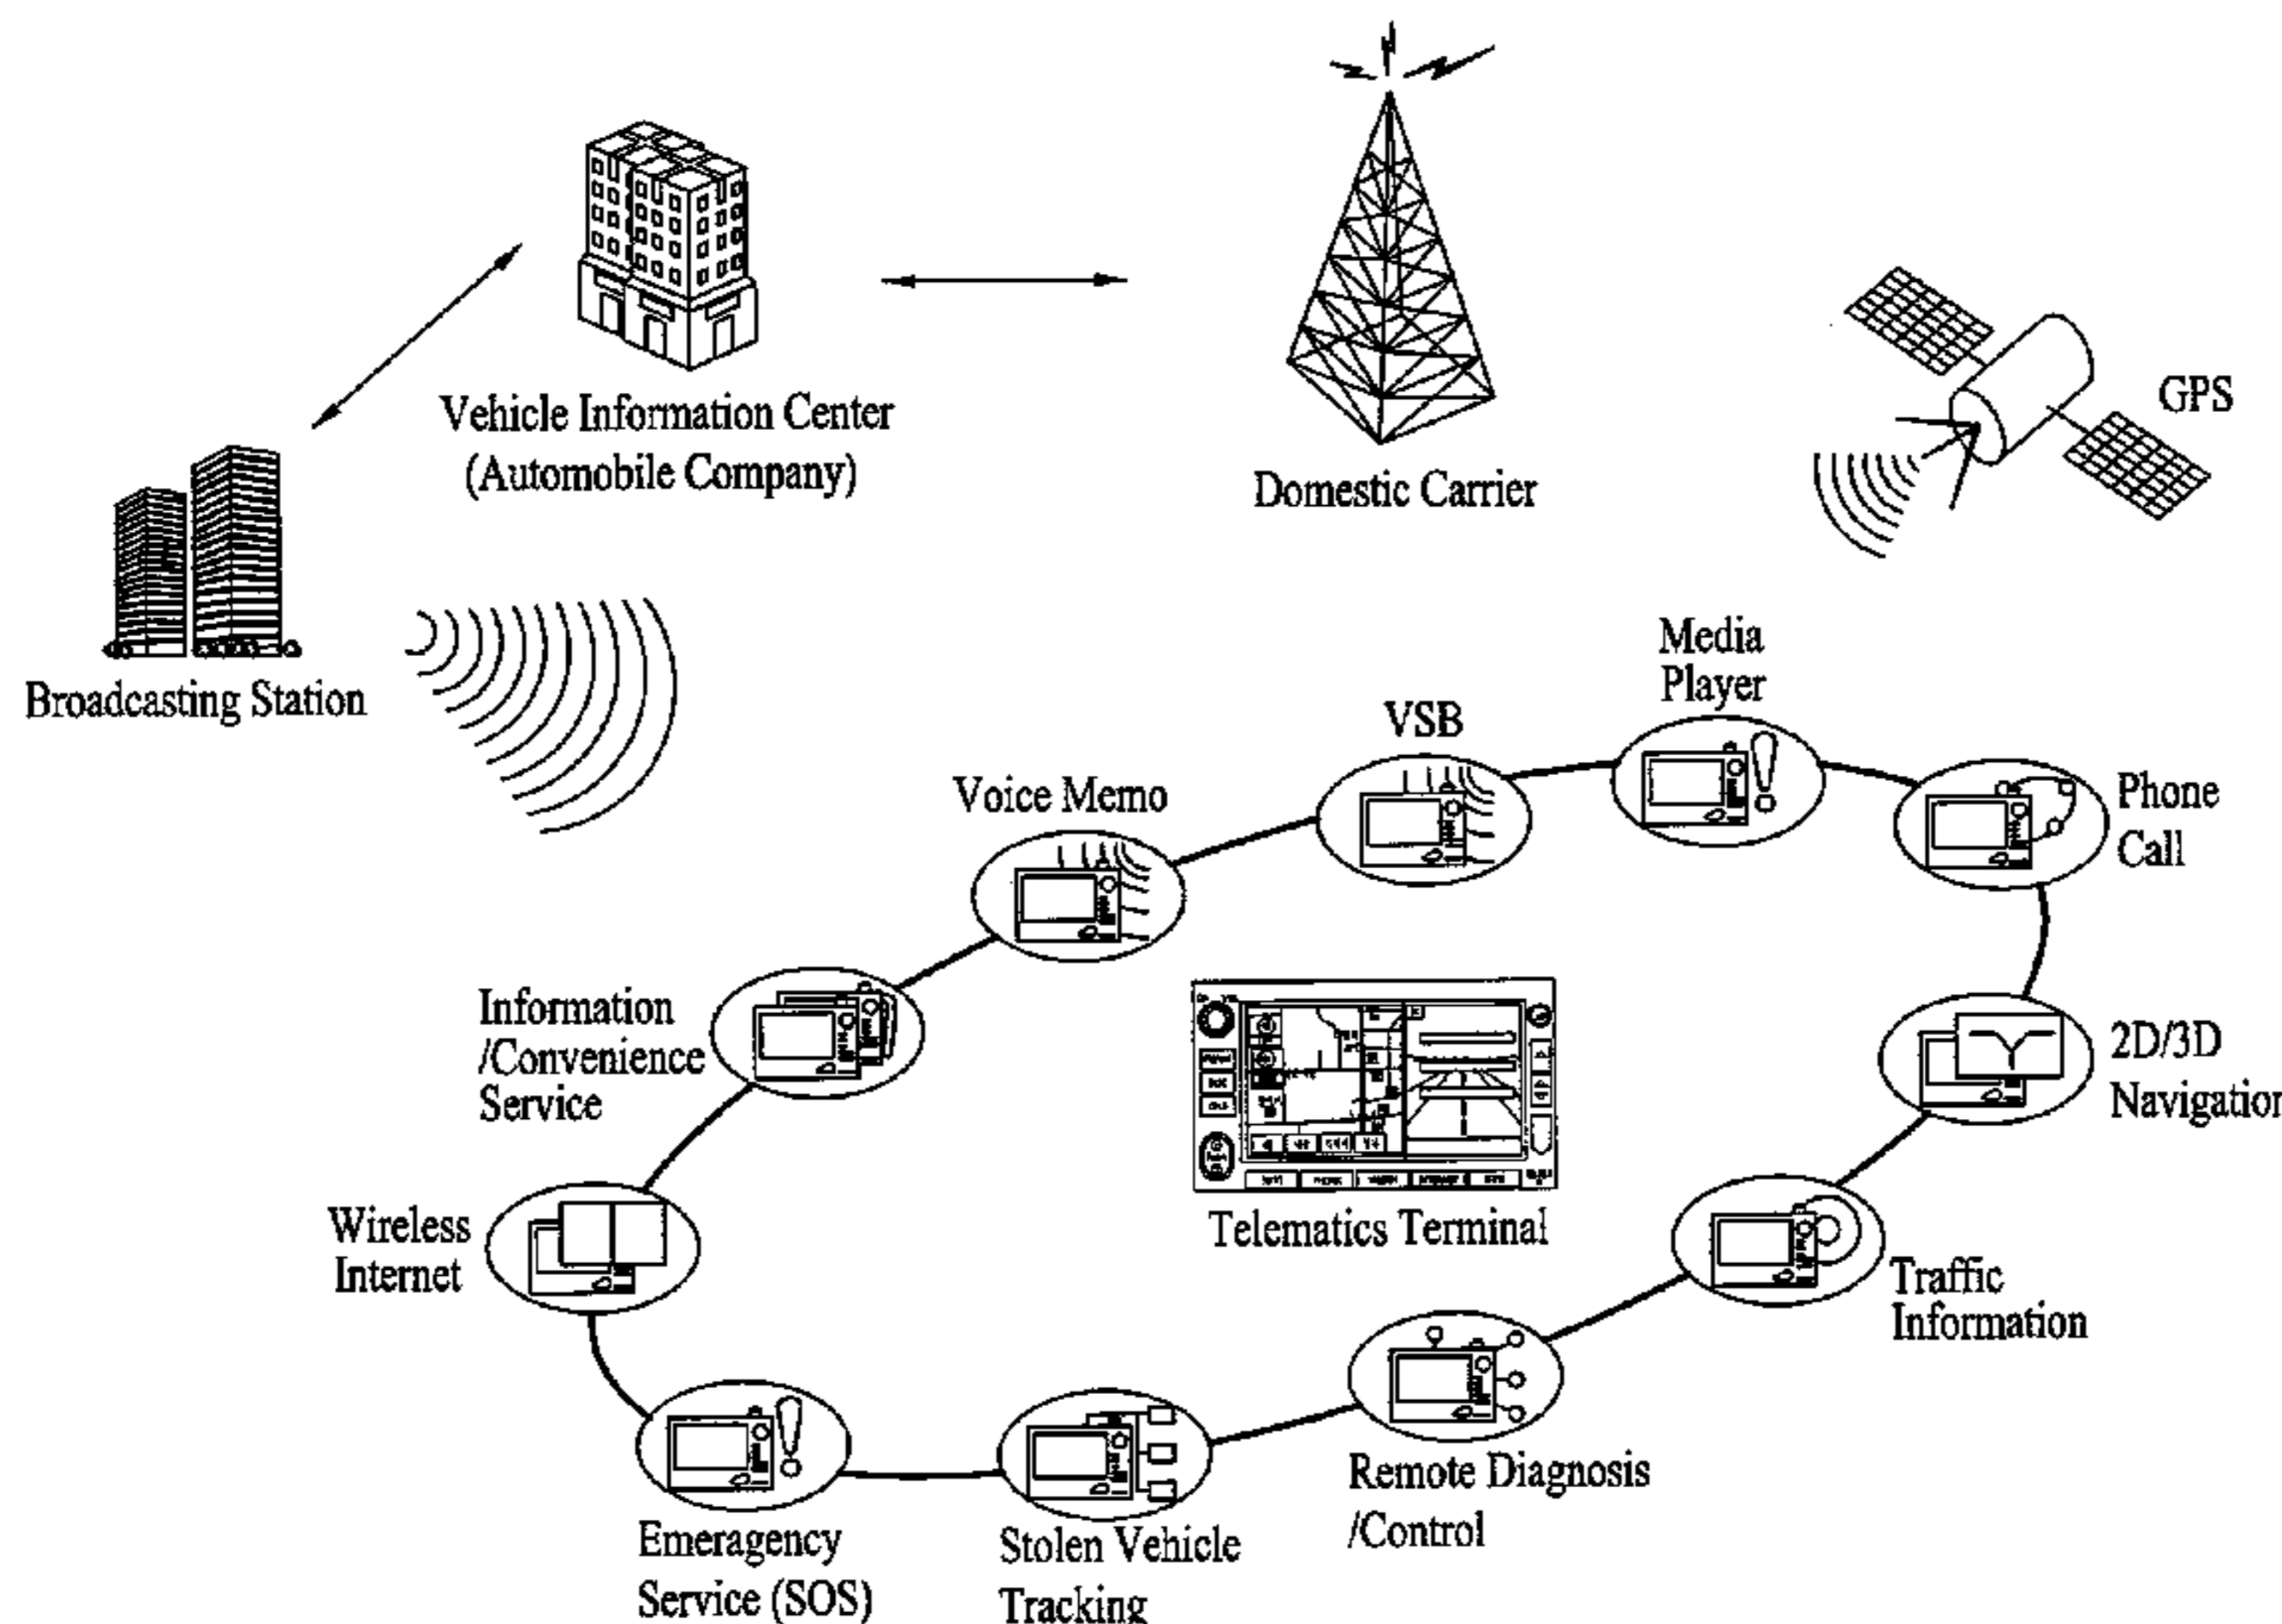 Vehicle Information Center
(Automobile Company)
Domestic Carrier
GPS
Broadcasting Station
Media
Player
VSB
Voice Memo
Phone
Call
Information
/Convenience
Service
2D/3D
Navigation
Telematics Terminal
Wireless
Internet
Traffic
Information
Remote Diagnosis
/Control
Emeragency
Service (SOS)
Stolen Vehicle
Tracking